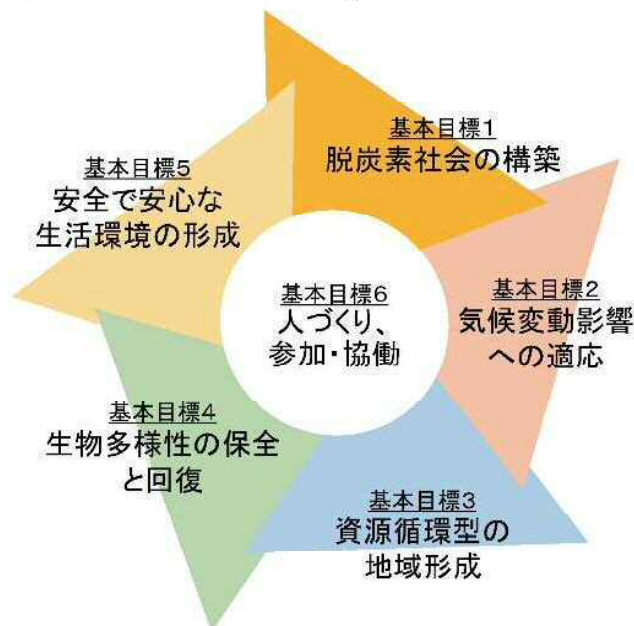 基本目標1
脱炭素社会の構築
基本目標2
気候変動影響
への適応
基本目標3
資源循環型の
地域形成
基本目標4
生物多様性の保全
と回復
基本目標5
安全で安心な
生活環境の形成
基本目標6
人づくり、
参加・協働